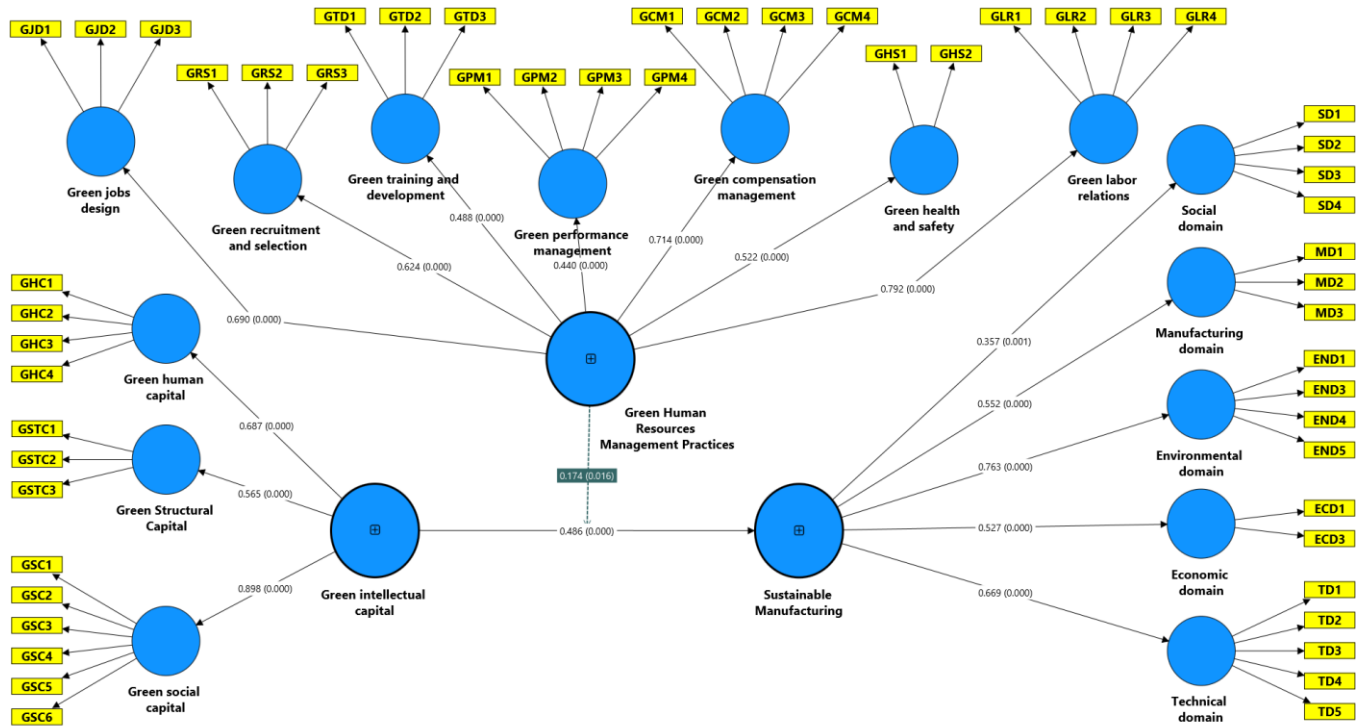 GJD1 GJD2 GJD3
GRS1 GRS2 GRS3
GTD1 GTD2 GTD3
GPM1 GPM2 GPM3 GPM4
GCM1 GCM2 GCM3 GCM4
GHS1 GHS2
GLR1 GLR2 GLR3 GLR4
Green jobs
design
Green recruitment
and selection
Green training and
development
Green performance
management
Green compensation
management
Green health
and safety
Green labor
relations
0.690 (0.000)
0.624 (0.000)
0.488 (0.000)
0.440 (0.000)
0.714 (0.000)
0.522 (0.000)
0.792 (0.000)
Green Human
Resources
Management Practices
0.174 (0.016)
GHC1
GHC2
GHC3
GHC4
Green human
capital
0.687 (0.000)
GSTC1
GSTC2
GSTC3
Green Structural
Capital
0.565 (0.000)
GSC1
GSC2
GSC3
GSC4
GSC5
GSC6
Green social
capital
0.898 (0.000)
Green intellectual
capital
0.486 (0.000)
Sustainable
Manufacturing
0.357 (0.001)
0.552 (0.000)
0.763 (0.000)
0.527 (0.000)
0.669 (0.000)
Social
domain
SD1
SD2
SD3
SD4
Manufacturing
domain
MD1
MD2
MD3
Environmental
domain
END1
END3
END4
END5
Economic
domain
ECD1
ECD3
Technical
domain
TD1
TD2
TD3
TD4
TD5